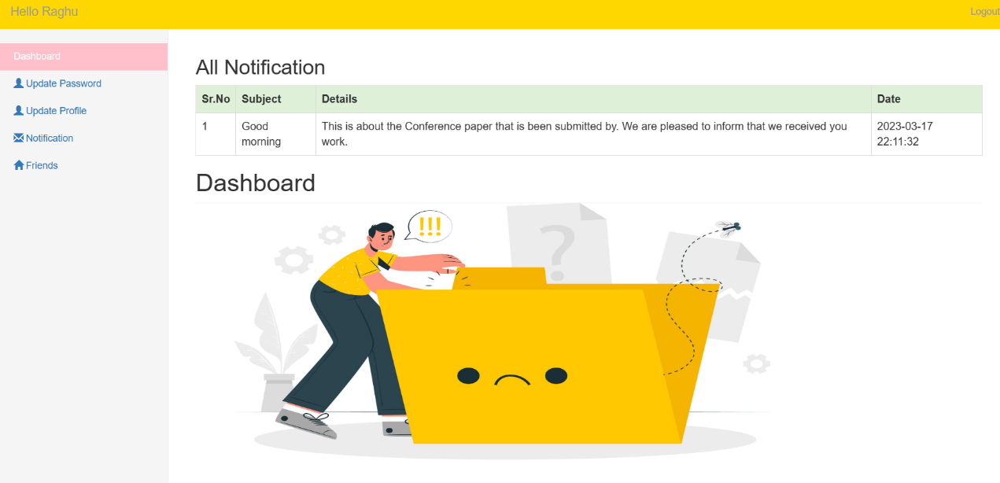 Hello Raghu
Logout
Dashboard
Update Password
Update Profile
Notification
Friends
All Notification
Sr.No Subject Details Date
1 Good This is about the Conference paper that is been submitted by. We are pleased to inform that we received you 2023-03-17
morning work. 22:11:32
Dashboard
!!!
?